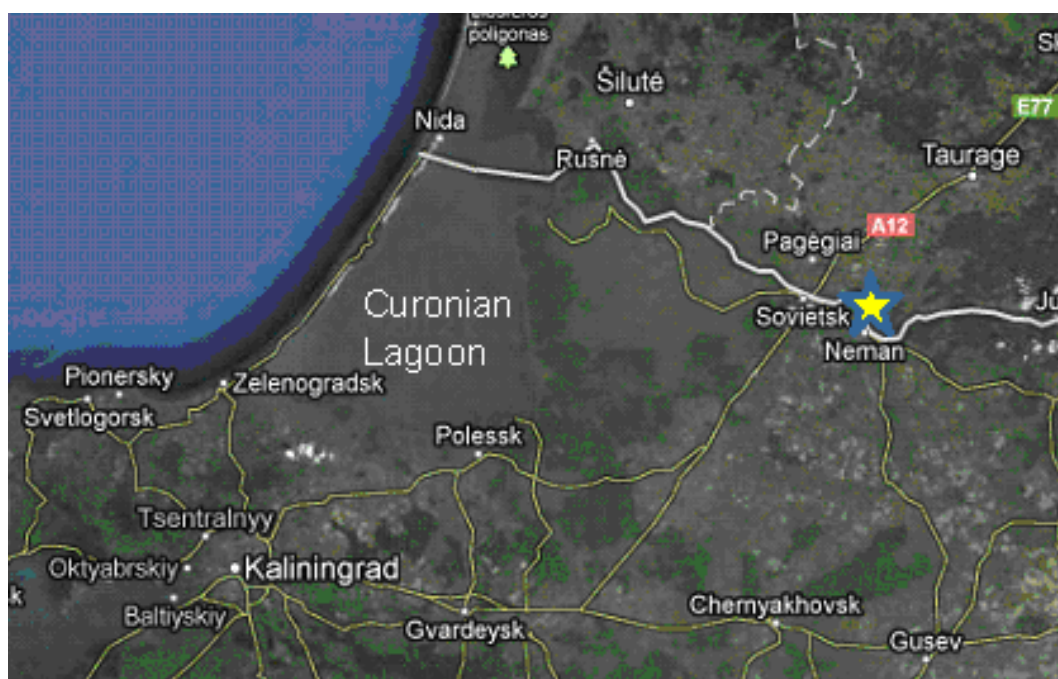 poligonas
Šilutė
Nida
E77
Rusnė
Taurage
A12
Pagėgiai
Curonian
Lagoon
Sovietsk
Neman
Pionersky
Zelenogradsk
Svetlogorsk
Polessk
Tsentralnyy
Oktyabrskiy
Kaliningrad
Baltiyskiy
Chernyakhovsk
Gvardeysk
Gusev